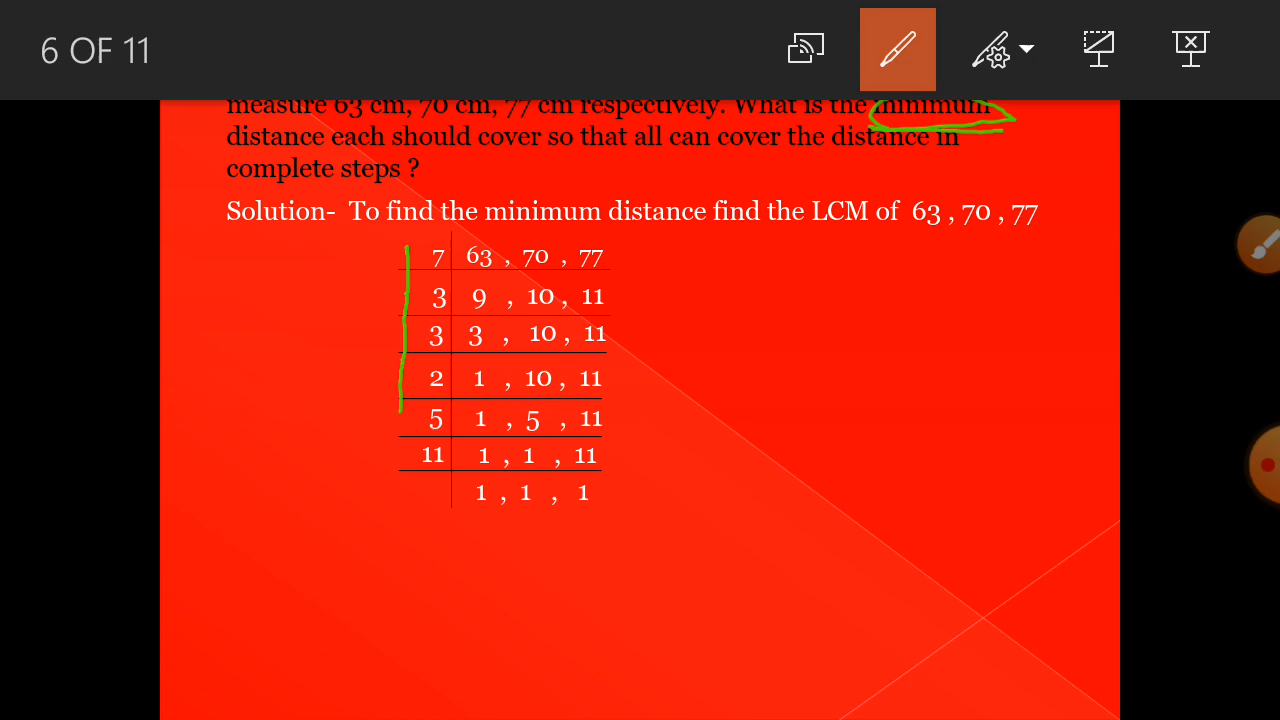 6 OF 11
measure 63 cm, 70 cm, 77 cm respectively. What is the minimum
distance each should cover so that all can cover the distance in
complete steps ?
Solution- To find the minimum distance find the LCM of 63 , 70 , 77
7 63 , 70 , 77
3 9 , 10 , 11
3 3 , 10 , 11
2 1 , 10 , 11
5 1 , 5 , 11
11 1 , 1 , 11
1 , 1 , 1